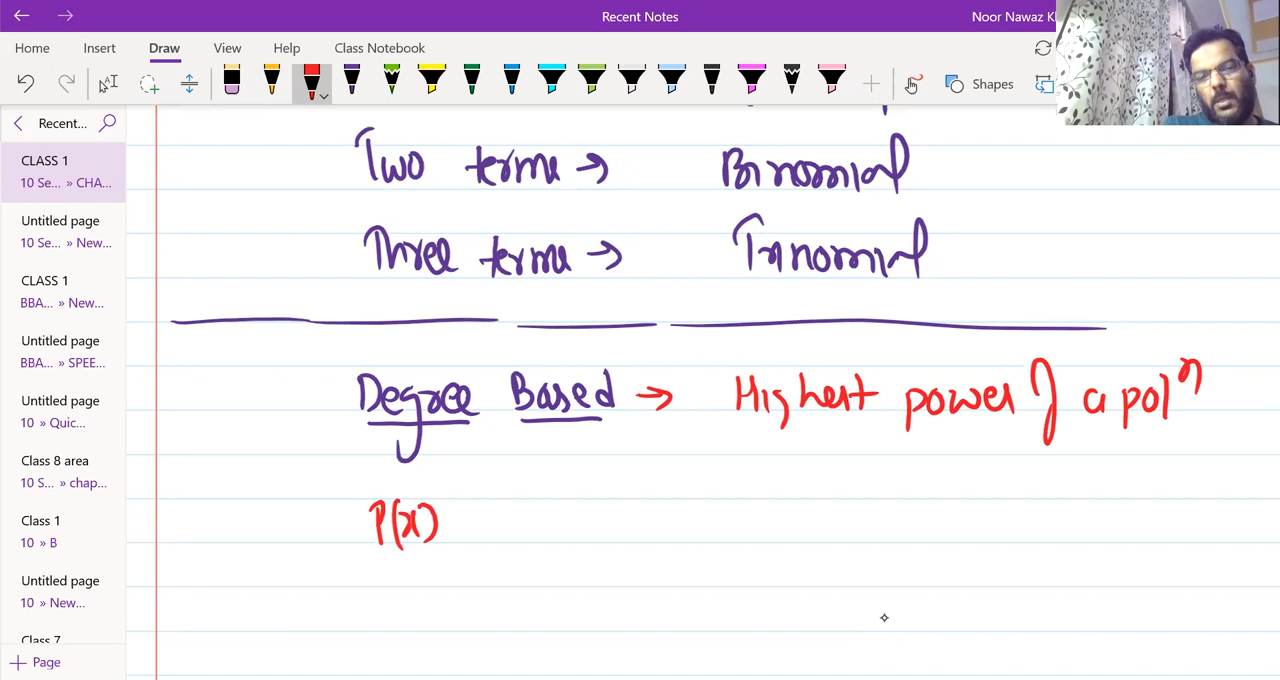 Recent Notes
Noor Nawaz Kh
Home Insert Draw View Help Class Notebook
Shapes
Recent...
CLASS 1
10 Se... » CHA...
Untitled page
10 Se... » New...
CLASS 1
BBA... » New...
Untitled page
BBA... » SPEE...
Untitled page
10 » Quic...
Class 8 area
10 S... » chap...
Class 1
10 » B
Untitled page
10 » New...
Class 7
Page
Two terms → Binomial
Three terms → Trinomial
Degree Based → Highest power of a polⁿ
P(x)